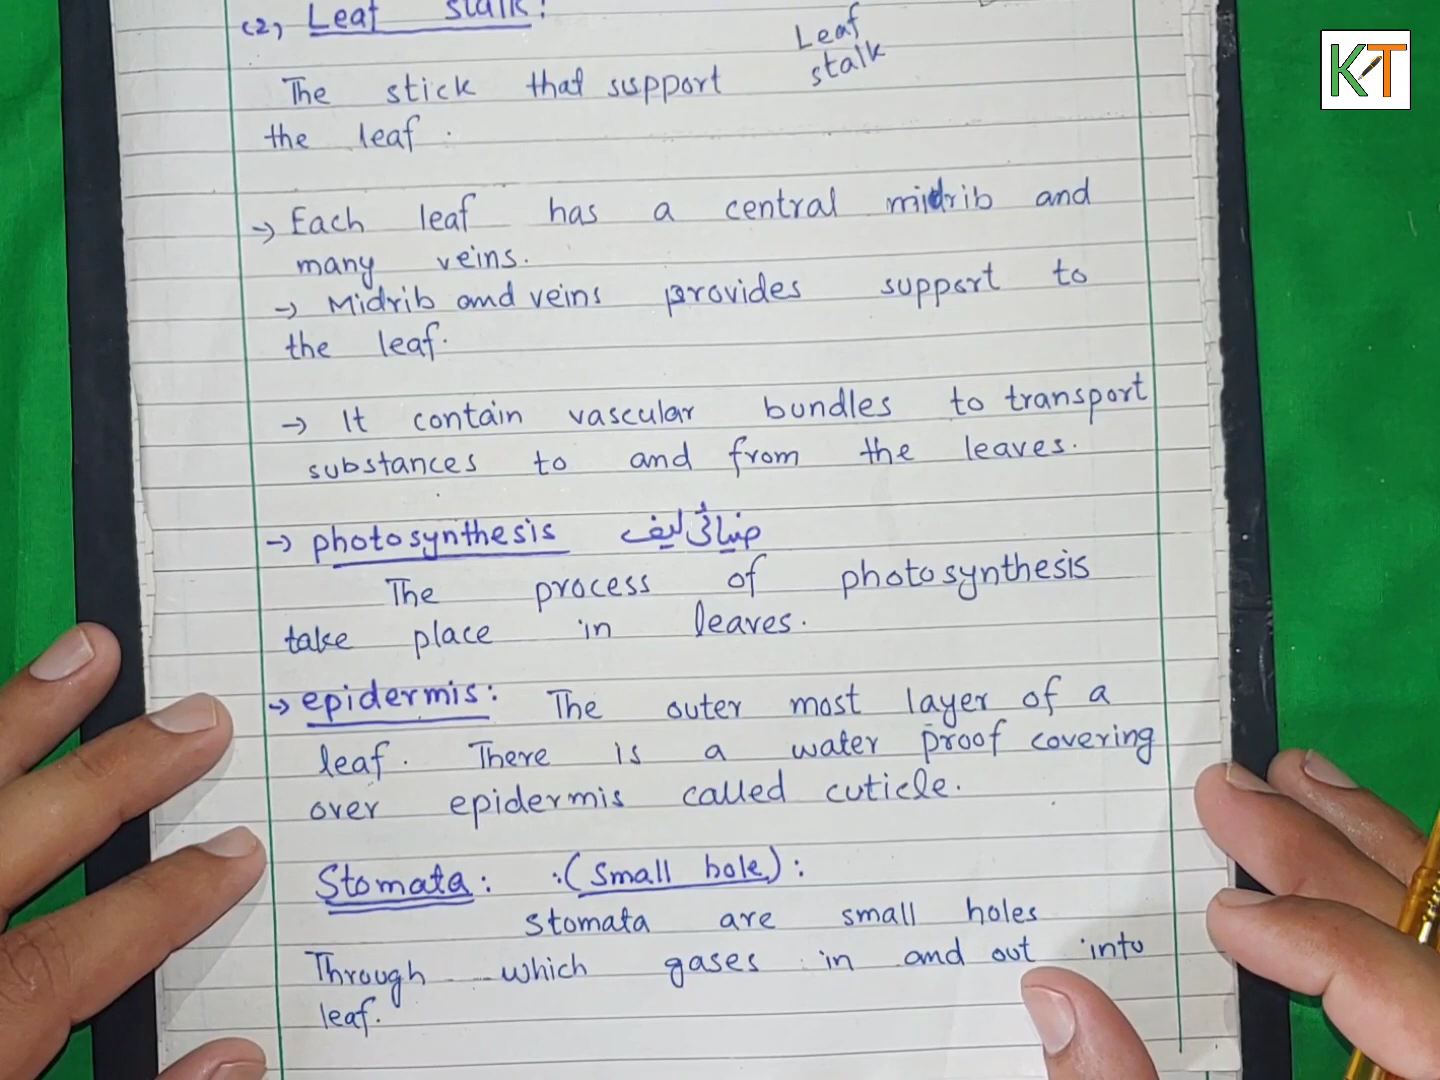 (2), Leaf stalk:
Leaf
stalk
The stick that support
the leaf.
→ Each leaf has a central midrib and
many veins.
→ Midrib and veins provides support to
the leaf.
→ It contain vascular bundles to transport
substances to and from the leaves.
→ photosynthesis ضیائی لیف
The process of photosynthesis
take place in leaves.
→ epidermis: The outer most layer of a
leaf. There is a water proof covering
over epidermis called cuticle.
Stomata: :(small hole):
Stomata are small holes
Through which gases in and out into
leaf.
KT